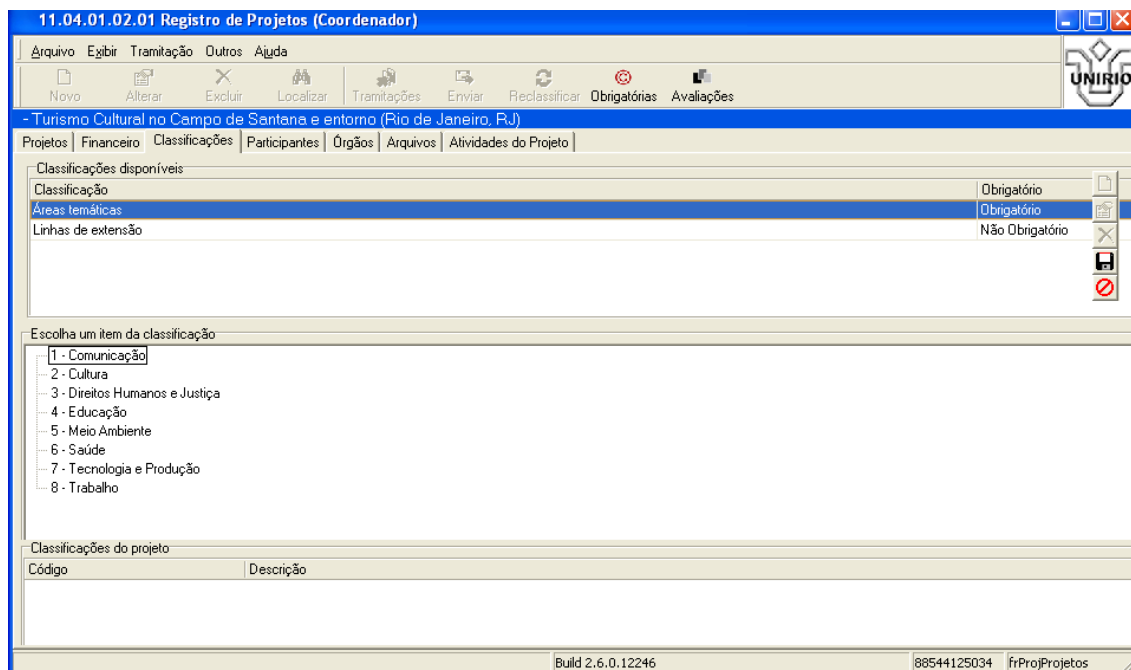 11.04.01.02.01 Registro de Projetos (Coordenador)
Arquivo Exibir Tramitação Outros Ajuda
Novo Alterar Excluir Localizar Tramitações Enviar Reclassificar Obrigatórias Avaliações
UNIRIO
- Turismo Cultural no Campo de Santana e entorno (Rio de Janeiro, RJ)
Projetos Financeiro Classificações Participantes Órgãos Arquivos Atividades do Projeto
Classificações disponíveis
Classificação Obrigatório
Áreas temáticas Obrigatório
Linhas de extensão Não Obrigatório
Escolha um item da classificação
1 - Comunicação
2 - Cultura
3 - Direitos Humanos e Justiça
4 - Educação
5 - Meio Ambiente
6 - Saúde
7 - Tecnologia e Produção
8 - Trabalho
Classificações do projeto
Código Descrição
Build 2.6.0.12246 88544125034 frProjProjetos